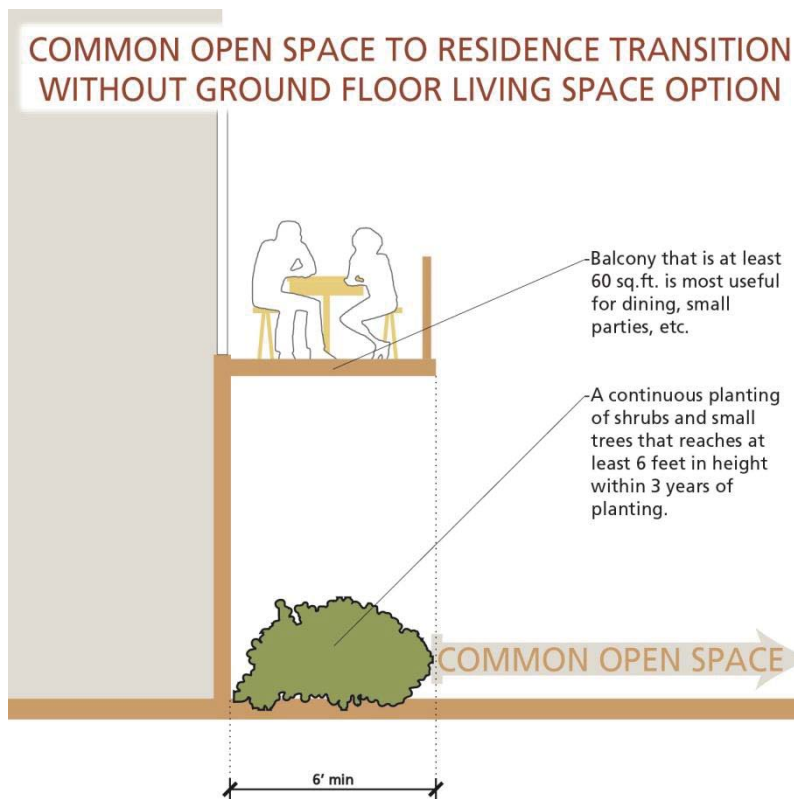 COMMON OPEN SPACE TO RESIDENCE TRANSITION
WITHOUT GROUND FLOOR LIVING SPACE OPTION
-Balcony that is at least
60 sq.ft. is most useful
for dining, small
parties, etc.
-A continuous planting
of shrubs and small
trees that reaches at
least 6 feet in height
within 3 years of
planting.
COMMON OPEN SPACE
6' min